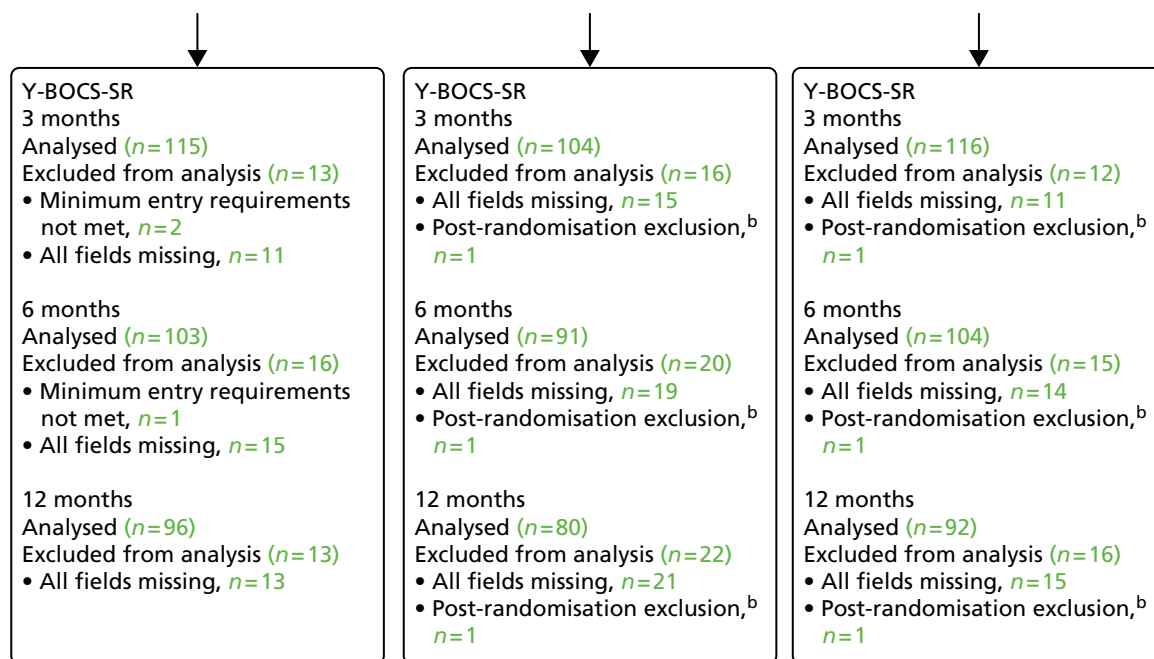 Y-BOCS-SR
3 months
Analysed (n=115)
Excluded from analysis (n=13)
• Minimum entry requirements
not met, n=2
• All fields missing, n=11
6 months
Analysed (n=103)
Excluded from analysis (n=16)
• Minimum entry requirements
not met, n=1
• All fields missing, n=15
12 months
Analysed (n=96)
Excluded from analysis (n=13)
• All fields missing, n=13
Y-BOCS-SR
3 months
Analysed (n=104)
Excluded from analysis (n=16)
• All fields missing, n=15
• Post-randomisation exclusion,b
n=1
6 months
Analysed (n=91)
Excluded from analysis (n=20)
• All fields missing, n=19
• Post-randomisation exclusion,b
n=1
12 months
Analysed (n=80)
Excluded from analysis (n=22)
• All fields missing, n=21
• Post-randomisation exclusion,b
n=1
Y-BOCS-SR
3 months
Analysed (n=116)
Excluded from analysis (n=12)
• All fields missing, n=11
• Post-randomisation exclusion,b
n=1
6 months
Analysed (n=104)
Excluded from analysis (n=15)
• All fields missing, n=14
• Post-randomisation exclusion,b
n=1
12 months
Analysed (n=92)
Excluded from analysis (n=16)
• All fields missing, n=15
• Post-randomisation exclusion,b
n=1